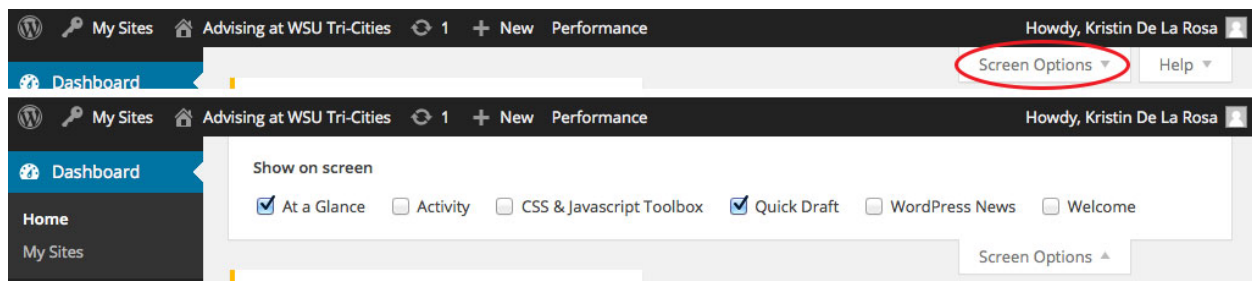 My Sites Advising at WSU Tri-Cities 1 + New Performance Howdy, Kristin De La Rosa
Screen Options Help
Dashboard
My Sites Advising at WSU Tri-Cities 1 + New Performance Howdy, Kristin De La Rosa
Dashboard
Show on screen
At a Glance Activity CSS & Javascript Toolbox Quick Draft WordPress News Welcome
Home
My Sites
Screen Options